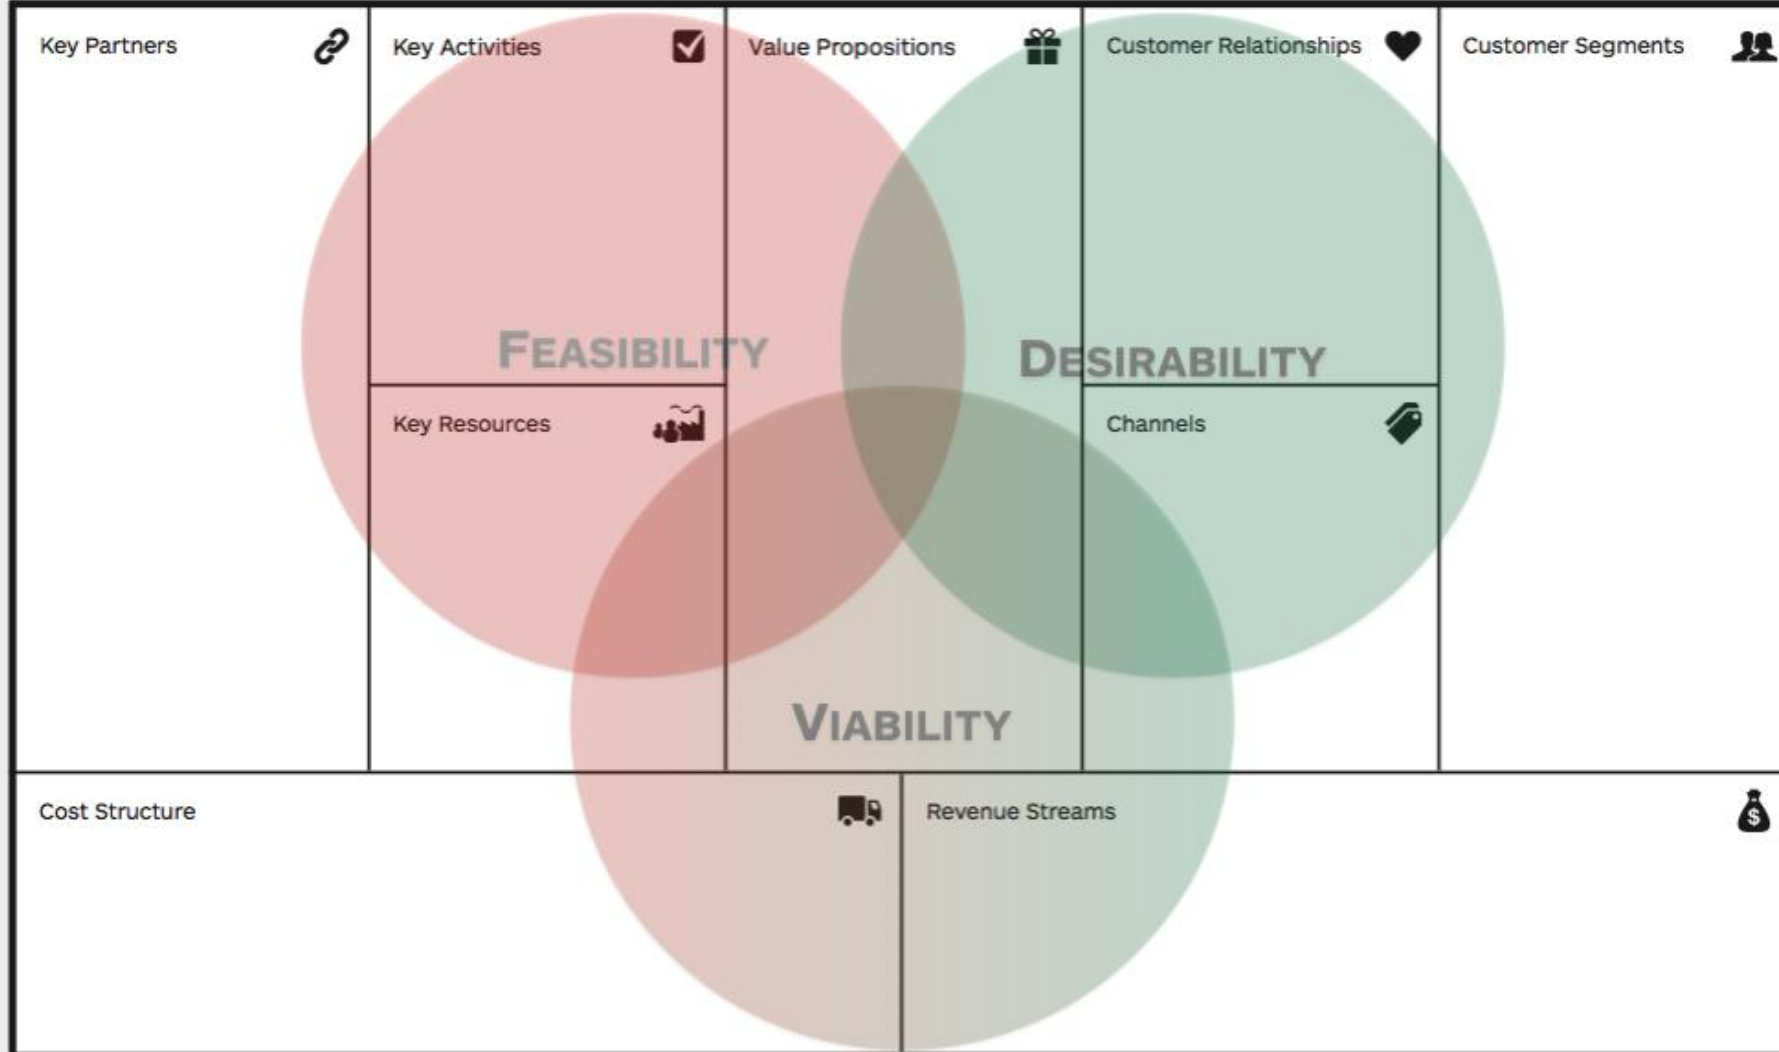 Key Partners
Key Activities
Value Propositions
Customer Relationships
Customer Segments
FEASIBILITY
DESIRABILITY
Key Resources
Channels
VIABILITY
Cost Structure
Revenue Streams
$